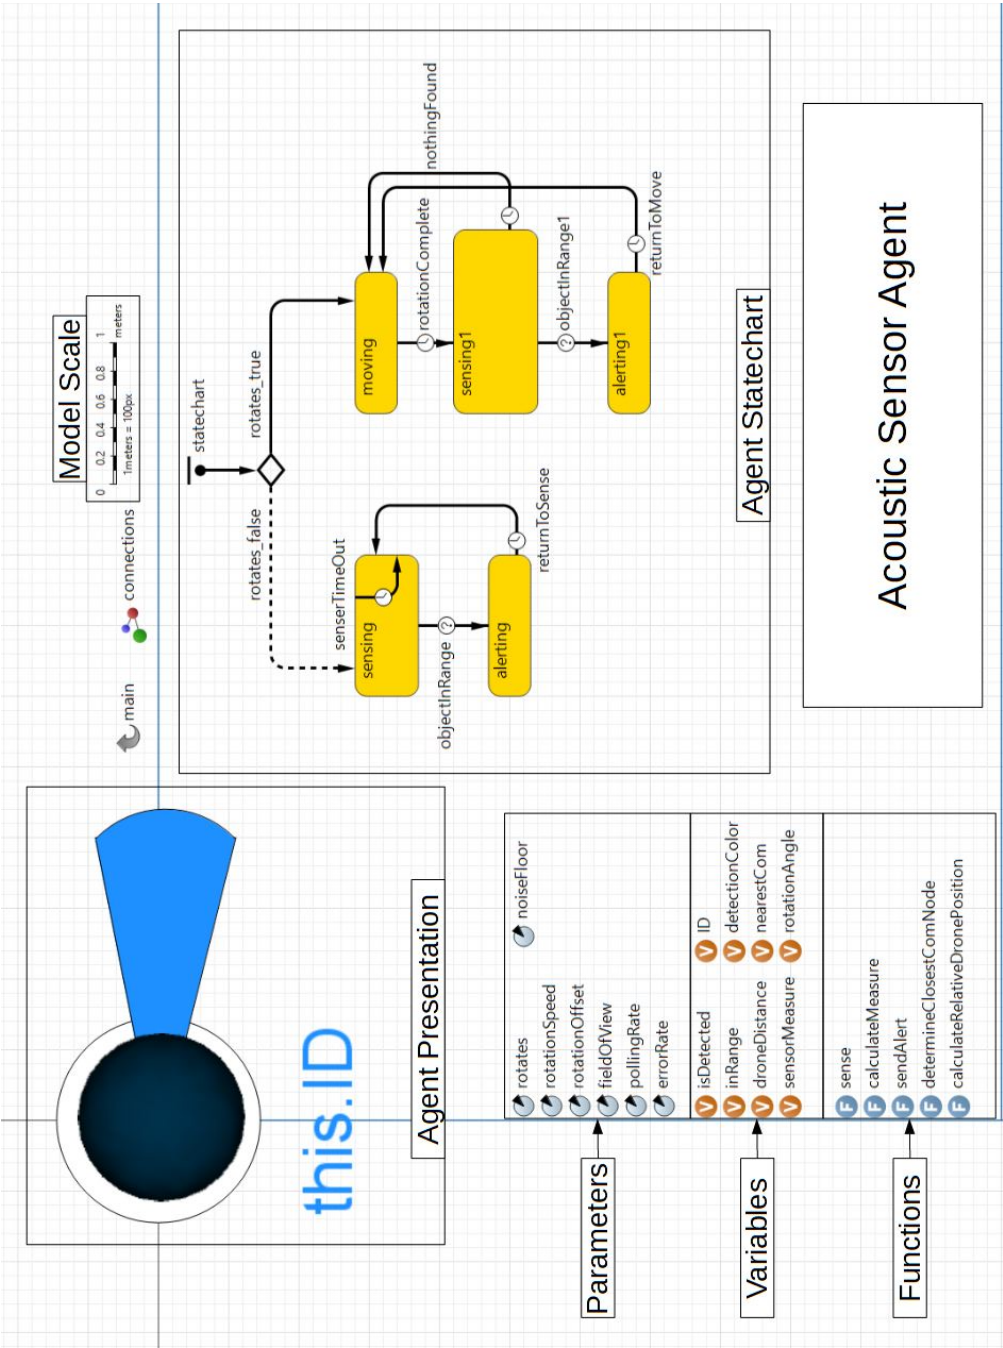 Model Scale
0 0.2 0.4 0.6 0.8 1
meters
1meters = 100px
main
connections
this.ID
Agent Presentation
statechart
rotates_false
rotates_true
senserTimeOut
sensing
objectInRange
alerting
returnToSense
moving
rotationComplete
nothingFound
sensing1
objectInRange1
alerting1
returnToMove
Agent Statechart
Parameters
rotates
noiseFloor
rotationSpeed
rotationOffset
fieldOfView
pollingRate
errorRate
Variables
V isDetected V ID
V inRange V detectionColor
V droneDistance V nearestCom
V sensorMeasure V rotationAngle
Functions
F sense
F calculateMeasure
F sendAlert
F determineClosestComNode
F calculateRelativeDronePosition
Acoustic Sensor Agent